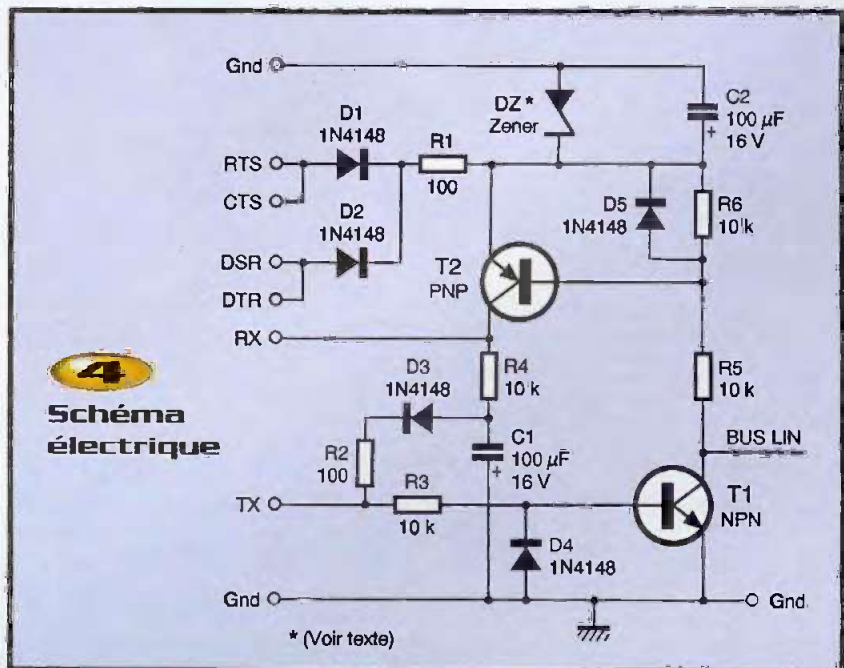 Gnd
DZ *
Zener
C2
100 µF
+
16 V
D1
1N4148
R1
100
RTS
CTS
D2
1N4148
DSR
DTR
D5
1N4148
R6
10 k
T2
PNP
RX
4
Schéma
électrique
D3
1N4148
R4
10 k
R5
10 k
R2
100
C1
100 µF
+
16 V
BUS LIN
TX
R3
10 k
T1
NPN
D4
1N4148
Gnd
Gnd
* (Voir texte)